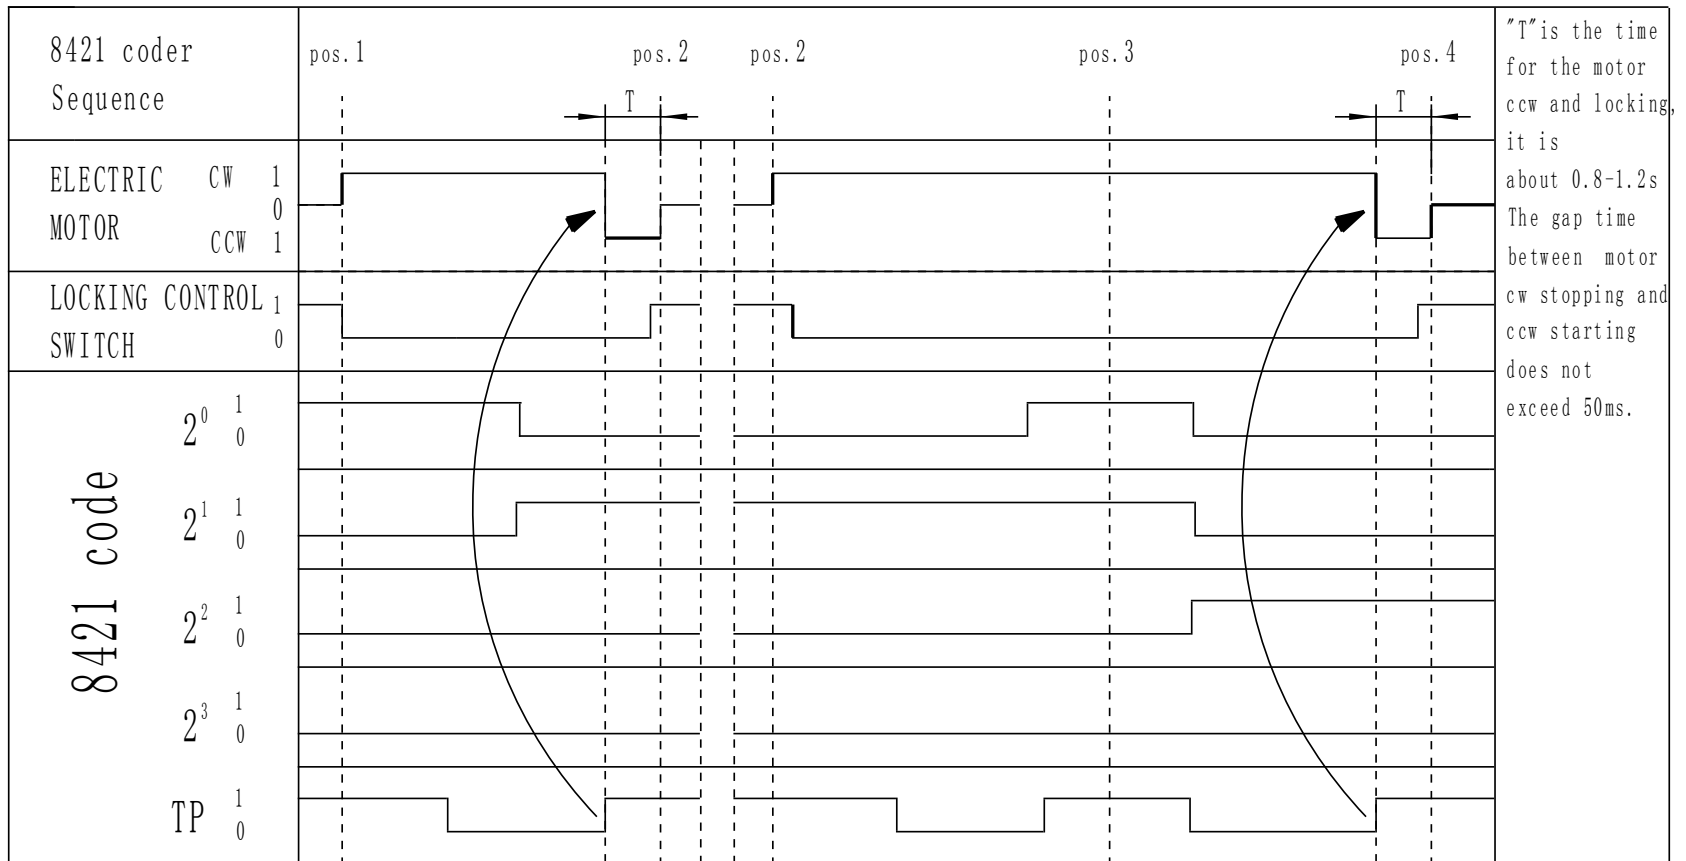 8421 coder
Sequence
pos.1
pos.2
pos.2
pos.3
pos.4
T
T
ELECTRIC CW 1
0
MOTOR
CCW 1
LOCKING CONTROL 1
SWITCH 0
8421 code
2⁰ 1
0
2¹ 1
0
2² 1
0
2³ 1
0
TP 1
0
"T"is the time
for the motor
ccw and locking,
it is
about 0.8-1.2s
The gap time
between motor
cw stopping and
ccw starting
does not
exceed 50ms.